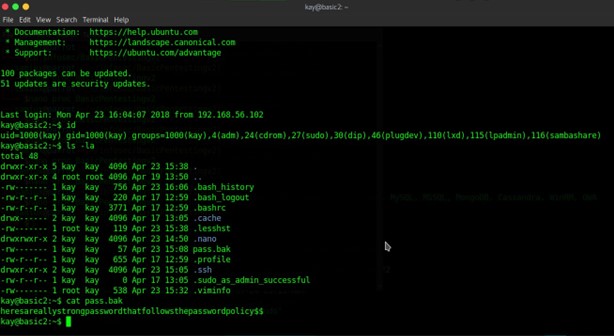 kay@basic2: ~
File Edit View Search Terminal Help
* Documentation: https://help.ubuntu.com
* Management: https://landscape.canonical.com
* Support: https://ubuntu.com/advantage
100 packages can be updated.
51 updates are security updates.
Last login: Mon Apr 23 16:04:07 2018 from 192.168.56.102
kay@basic2:~$ id
uid=1000(kay) gid=1000(kay) groups=1000(kay),4(adm),24(cdrom),27(sudo),30(dip),46(plugdev),110(lxd),115(lpadmin),116(sambashare)
kay@basic2:~$ ls -la
total 48
drwxr-xr-x 5 kay kay 4096 Apr 23 15:38 .
drwxr-xr-x 4 root root 4096 Apr 19 13:50 ..
-rw------- 1 kay kay 756 Apr 23 16:06 .bash_history
-rw-r--r-- 1 kay kay 220 Apr 17 12:59 .bash_logout
-rw-r--r-- 1 kay kay 3771 Apr 17 12:59 .bashrc
drwx------ 2 kay kay 4096 Apr 17 13:05 .cache
-rw------- 1 root kay 119 Apr 23 15:38 .lesshst
drwxrwxr-x 2 kay kay 4096 Apr 23 14:50 .nano
-rw------- 1 kay kay 57 Apr 23 15:08 pass.bak
-rw-r--r-- 1 kay kay 655 Apr 17 12:59 .profile
drwxr-xr-x 2 kay kay 4096 Apr 23 15:05 .ssh
-rw-r--r-- 1 kay kay 0 Apr 17 13:05 .sudo_as_admin_successful
-rw------- 1 root kay 538 Apr 23 15:32 .viminfo
kay@basic2:~$ cat pass.bak
heresareallystrongpasswordthatfollowsthepasswordpolicy$$
kay@basic2:~$